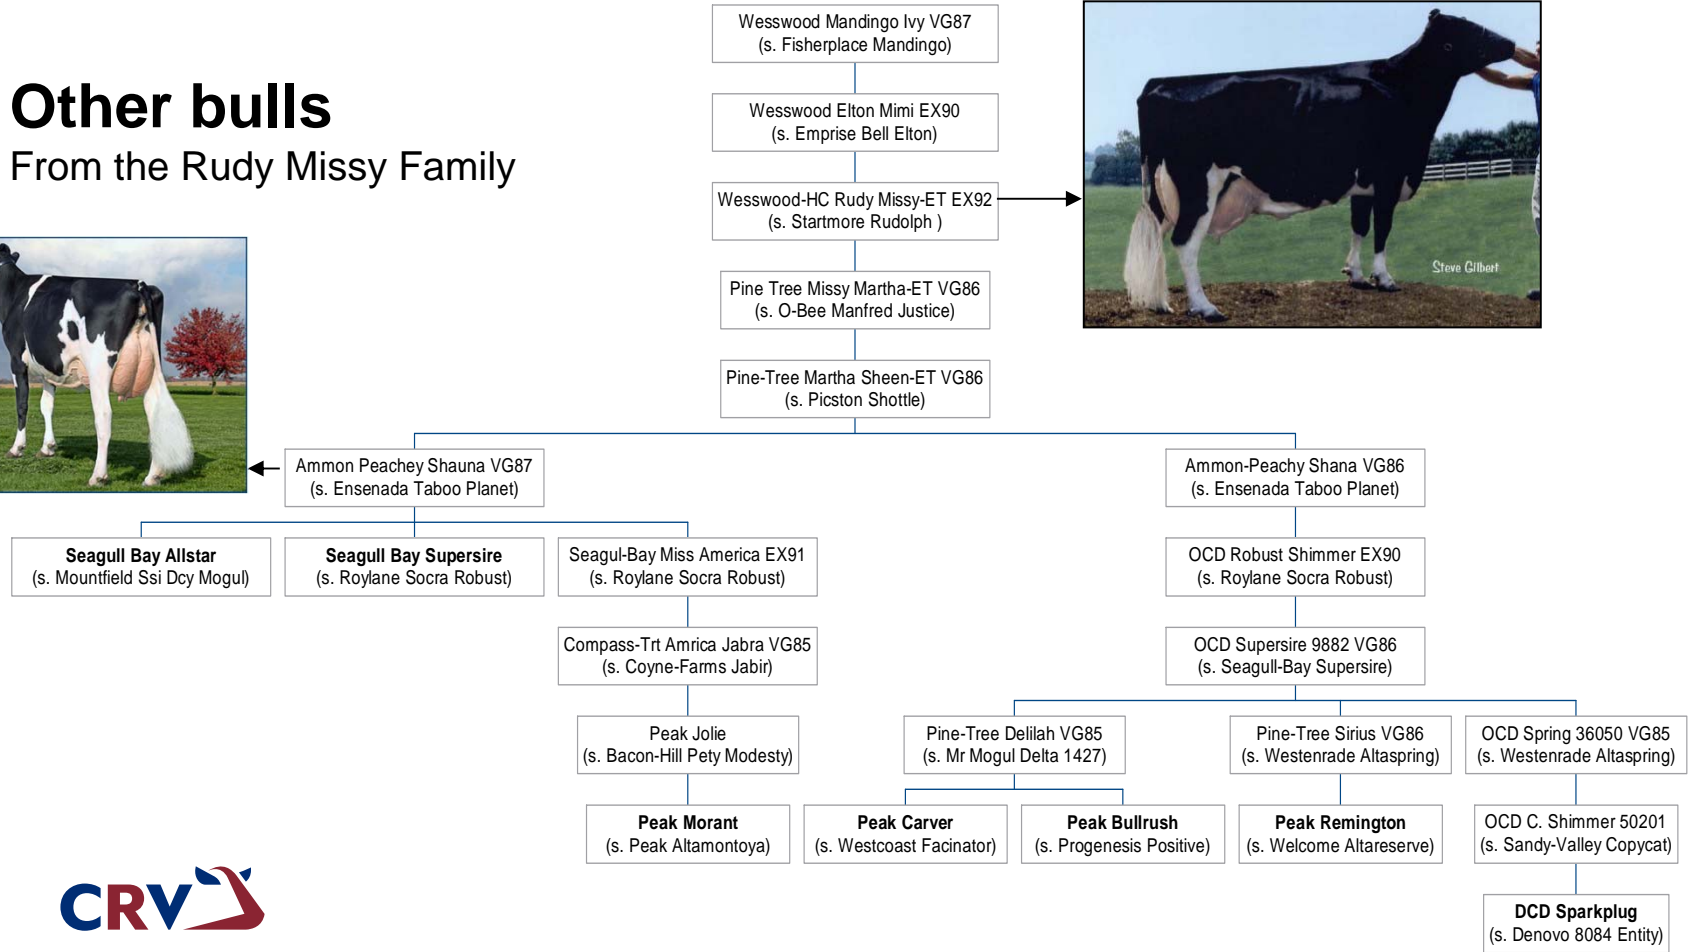 Other bulls
From the Rudy Missy Family
Wesswood Mandingo Ivy VG87
(s. Fisherplace Mandingo)
Wesswood Elton Mimi EX90
(s. Emprise Bell Elton)
Wesswood-HC Rudy Missy-ET EX92
(s. Startmore Rudolph )
Steve Gilbert
Pine Tree Missy Martha-ET VG86
(s. O-Bee Manfred Justice)
Pine-Tree Martha Sheen-ET VG86
(s. Picston Shottle)
Ammon Peachey Shauna VG87
(s. Ensenada Taboo Planet)
Ammon-Peachy Shana VG86
(s. Ensenada Taboo Planet)
Seagull Bay Allstar
(s. Mountfield Ssi Dcy Mogul)
Seagull Bay Supersire
(s. Roylane Socra Robust)
Seagul-Bay Miss America EX91
(s. Roylane Socra Robust)
OCD Robust Shimmer EX90
(s. Roylane Socra Robust)
Compass-Trt Amrica Jabra VG85
(s. Coyne-Farms Jabir)
OCD Supersire 9882 VG86
(s. Seagull-Bay Supersire)
Peak Jolie
(s. Bacon-Hill Pety Modesty)
Pine-Tree Delilah VG85
(s. Mr Mogul Delta 1427)
Pine-Tree Sirius VG86
(s. Westenrade Altaspring)
OCD Spring 36050 VG85
(s. Westenrade Altaspring)
Peak Morant
(s. Peak Altamontoya)
Peak Carver
(s. Westcoast Facinator)
Peak Bullrush
(s. Progenesis Positive)
Peak Remington
(s. Welcome Altareserve)
OCD C. Shimmer 50201
(s. Sandy-Valley Copycat)
DCD Sparkplug
(s. Denovo 8084 Entity)
CRV